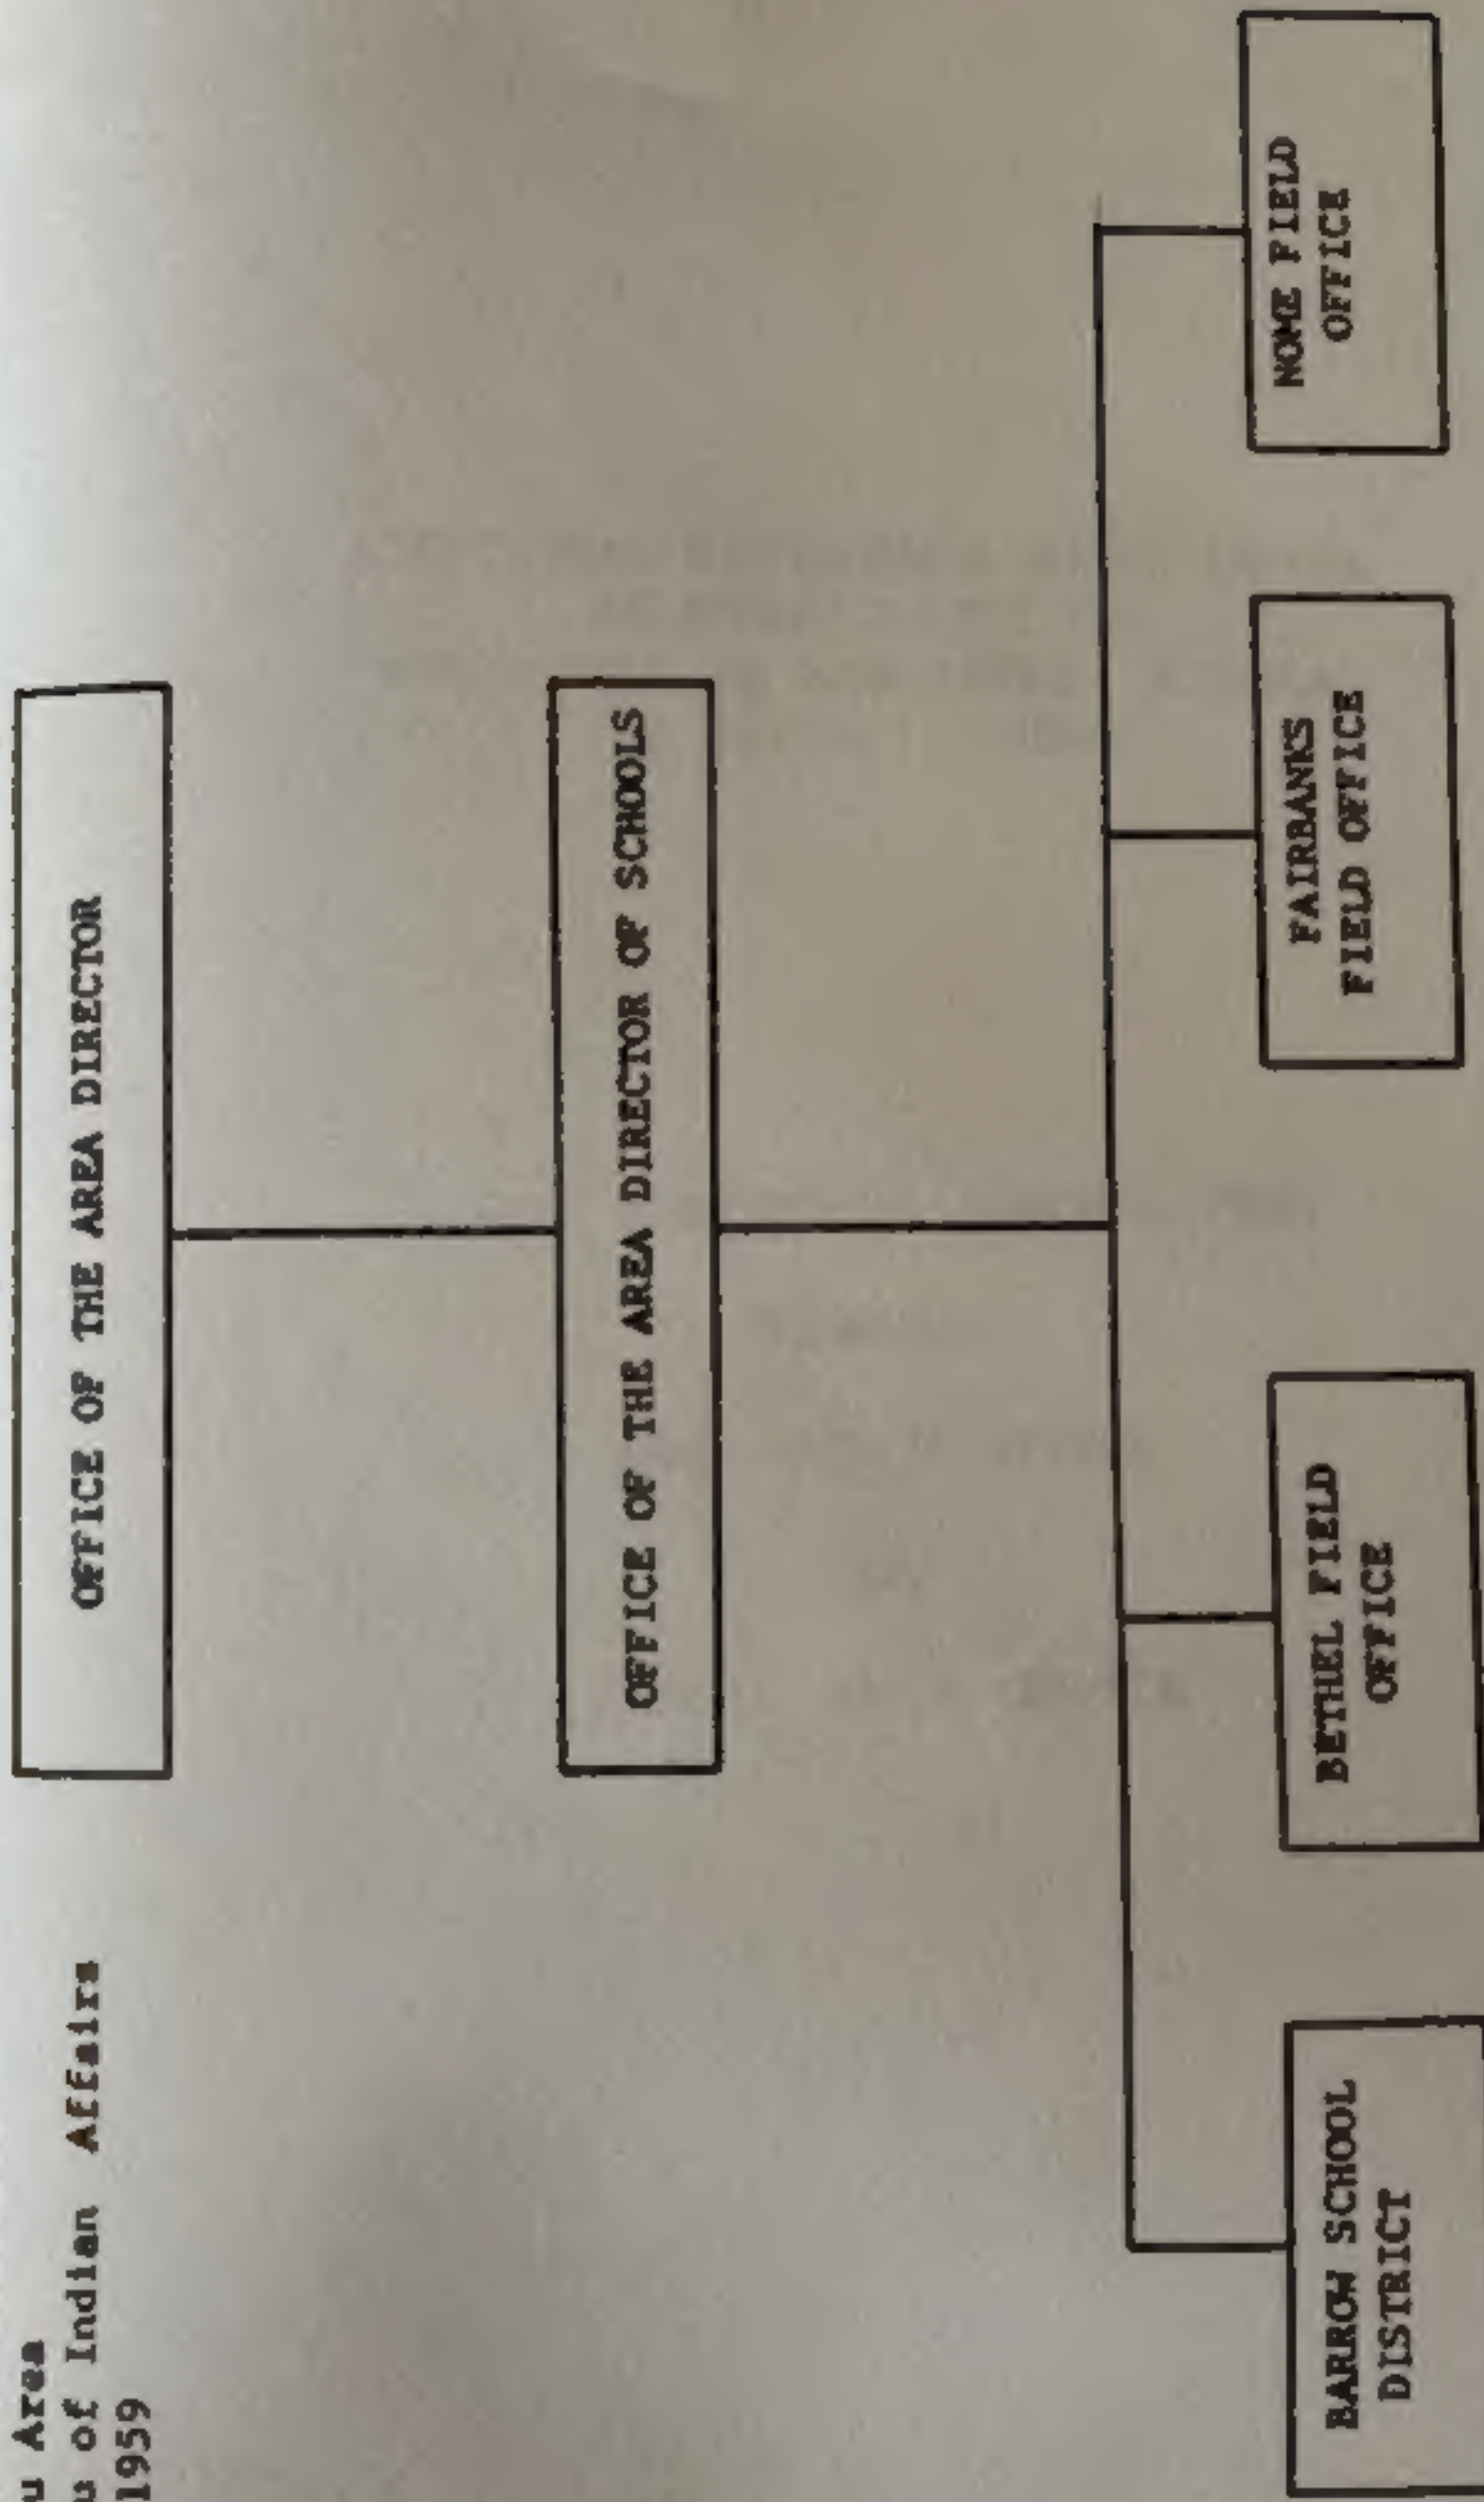 u Area
u of Indian Affairs
1959
OFFICE OF THE AREA DIRECTOR
OFFICE OF THE AREA DIRECTOR OF SCHOOLS
BARROW SCHOOL
DISTRICT
BETHEL FIELD
OFFICE
FAIRBANKS
FIELD OFFICE
NOME FIELD
OFFICE